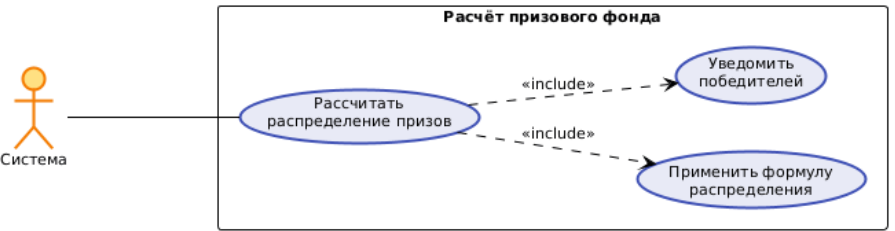 Расчёт призового фонда
Уведомить
победителей
«include»
Рассчитать
распределение призов
«include»
Система
Применить формулу
распределения